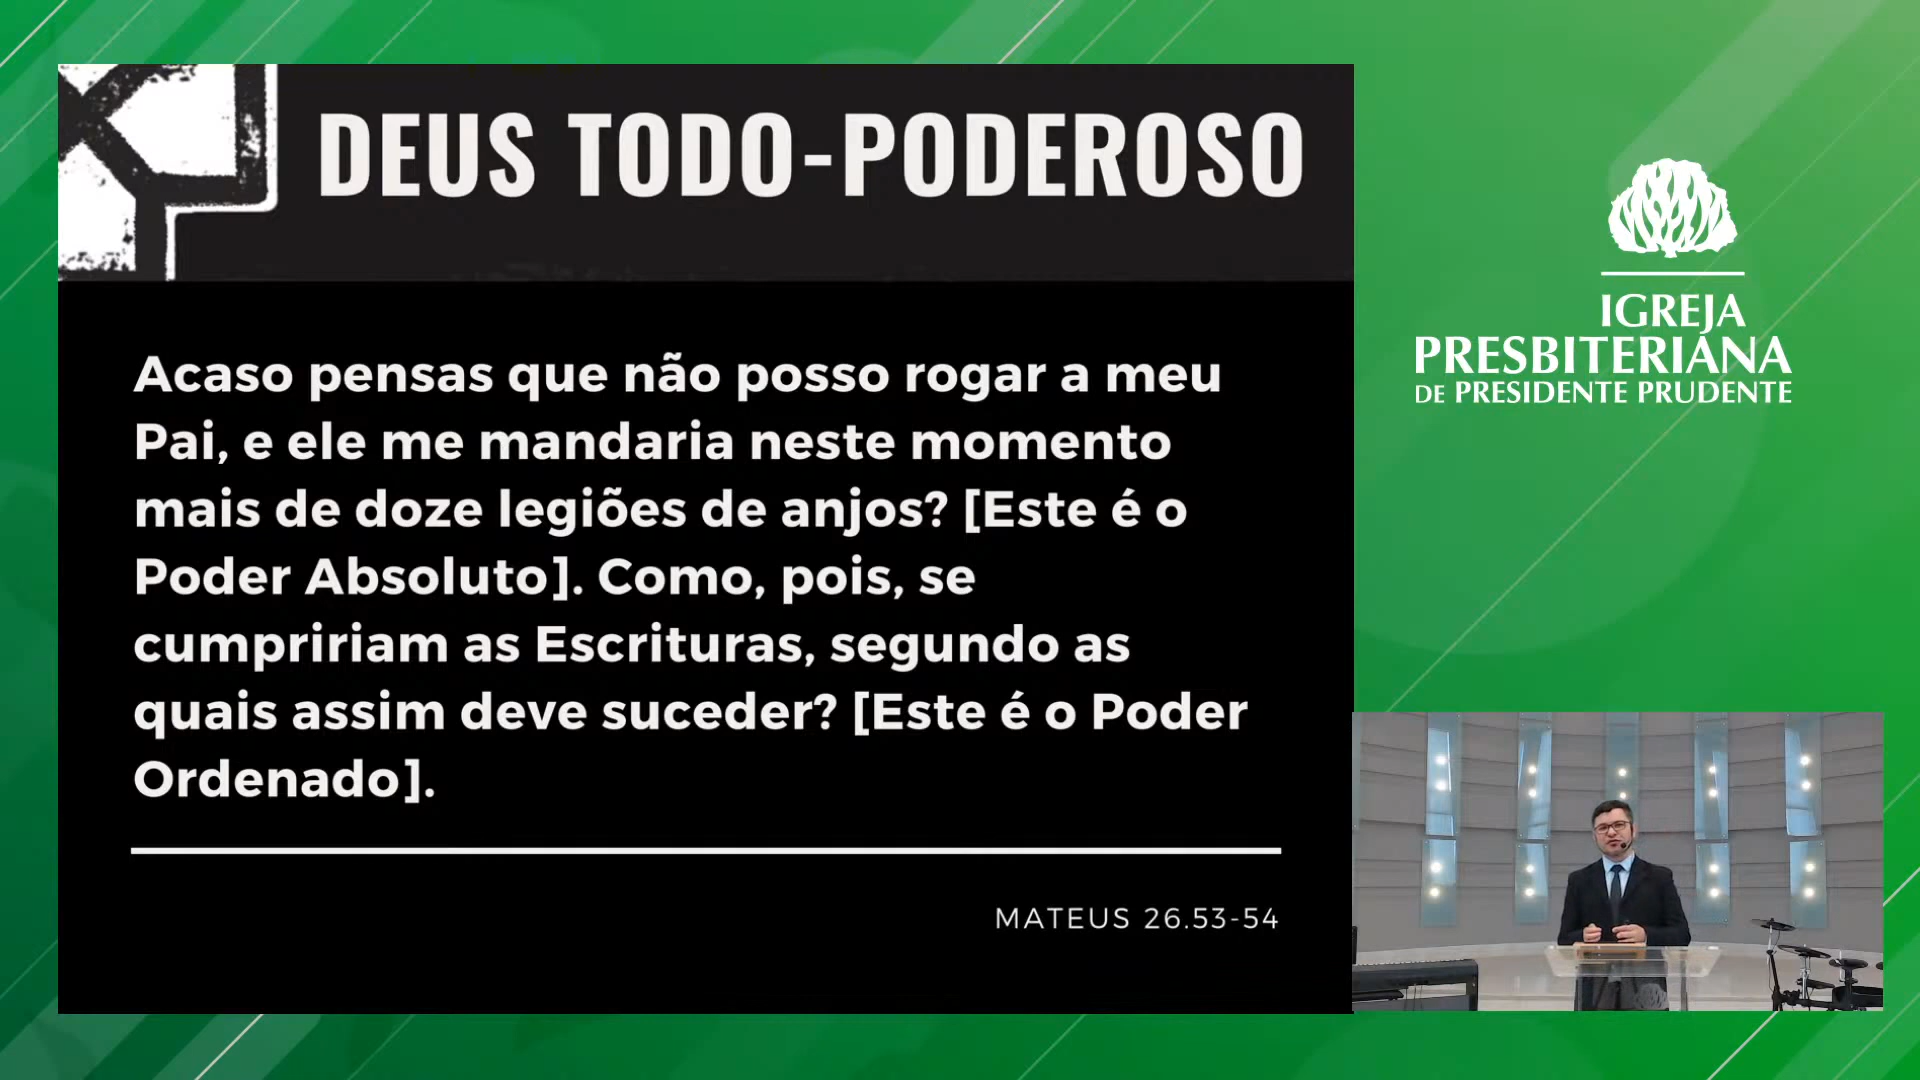 DEUS TODO-PODEROSO
Acaso pensas que não posso rogar a meu
Pai, e ele me mandaria neste momento
mais de doze legiões de anjos? [Este é o
Poder Absoluto]. Como, pois, se
cumpririam as Escrituras, segundo as
quais assim deve suceder? [Este é o Poder
Ordenado].
MATEUS 26.53-54
IGREJA
PRESBITERIANA
DE PRESIDENTE PRUDENTE